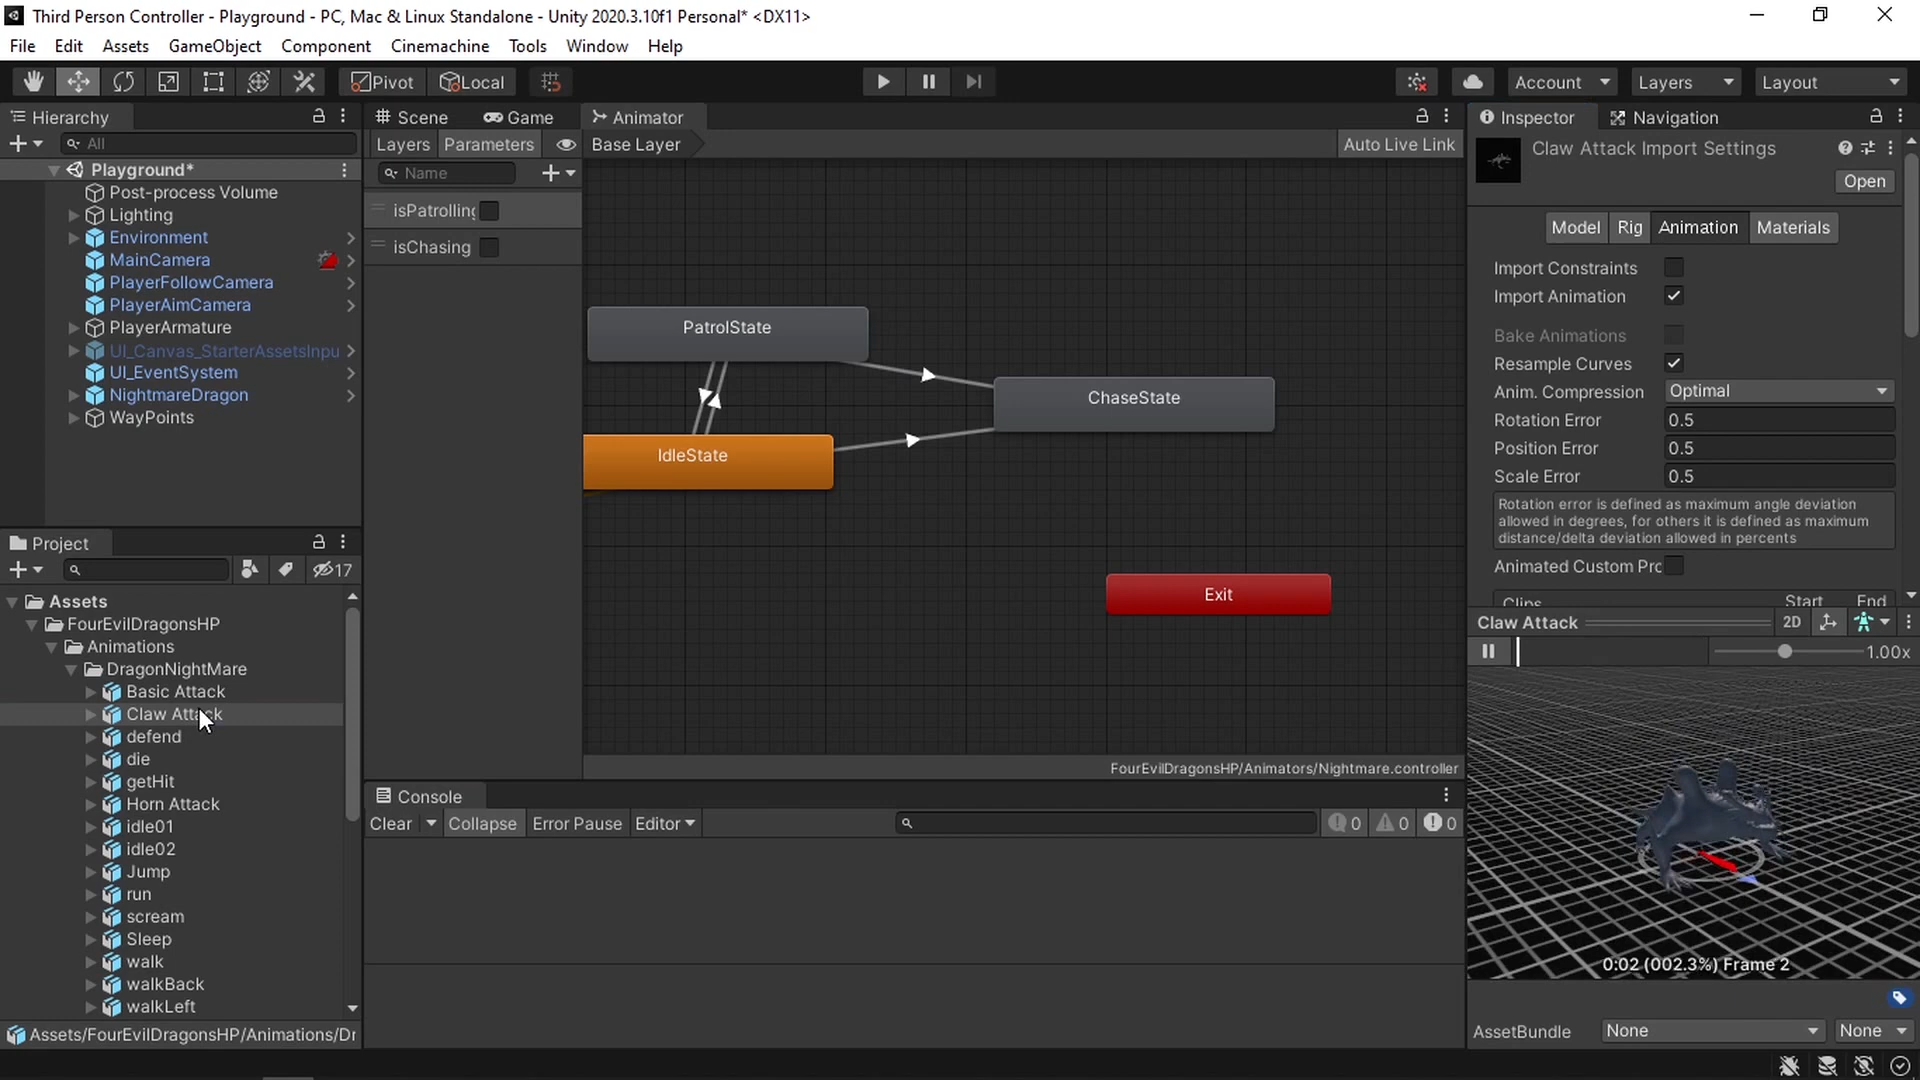 Third Person Controller - Playground - PC, Mac & Linux Standalone - Unity 2020.3.10f1 Personal* <DX11>
File Edit Assets GameObject Component Cinemachine Tools Window Help
Pivot Local Account Layers Layout
Hierarchy
All
Playground*
Post-process Volume
Lighting
Environment
MainCamera
PlayerFollowCamera
PlayerAimCamera
PlayerArmature
UI_Canvas_StarterAssetsInpu
UI_EventSystem
NightmareDragon
WayPoints
Project
17
Assets
FourEvilDragonsHP
Animations
DragonNightMare
Basic Attack
Claw Attack
defend
die
getHit
Horn Attack
idle01
idle02
Jump
run
scream
Sleep
walk
walkBack
walkLeft
Assets/FourEvilDragonsHP/Animations/Dr
Scene Game Animator
Layers Parameters Base Layer Auto Live Link
Name
isPatrolling
isChasing
PatrolState
ChaseState
IdleState
Exit
FourEvilDragonsHP/Animators/Nightmare.controller
Console
Clear Collapse Error Pause Editor 0 0 0
Inspector Navigation
Claw Attack Import Settings
Open
Model Rig Animation Materials
Import Constraints
Import Animation
Bake Animations
Resample Curves
Anim. Compression Optimal
Rotation Error 0.5
Position Error 0.5
Scale Error 0.5
Rotation error is defined as maximum angle deviation
allowed in degrees, for others it is defined as maximum
distance/delta deviation allowed in percents
Animated Custom Prc
Clips Start End
Claw Attack 2D
1.00x
0:02 (002.3%) Frame 2
AssetBundle None None